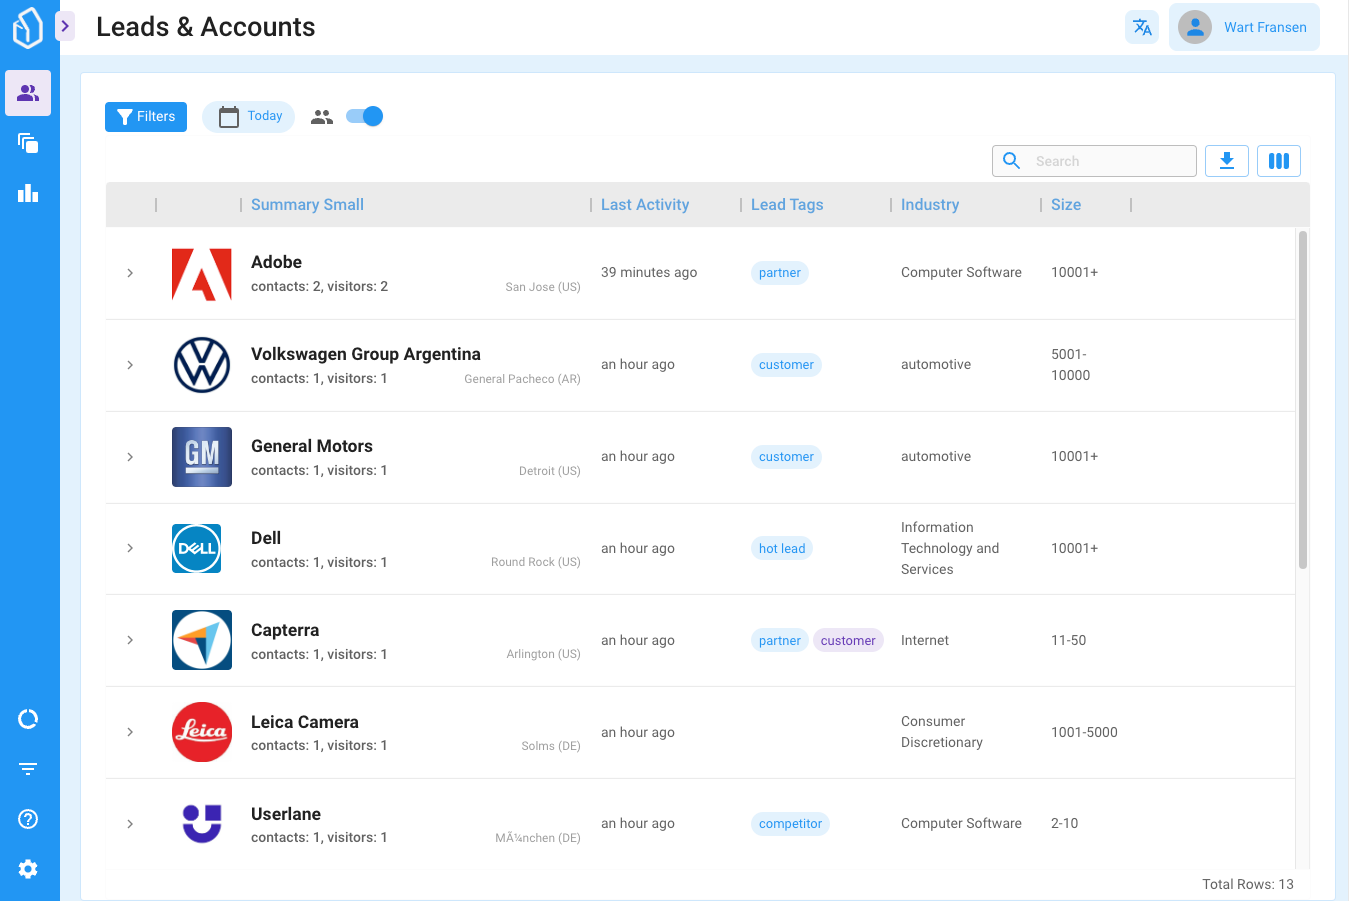 Leads & Accounts
Wart Fransen
Filters
Today
Search
Summary Small
Last Activity
Lead Tags
Industry
Size
Adobe
contacts: 2, visitors: 2
San Jose (US)
39 minutes ago
partner
Computer Software
10001+
Volkswagen Group Argentina
contacts: 1, visitors: 1
General Pacheco (AR)
an hour ago
customer
automotive
5001-
10000
GM
General Motors
contacts: 1, visitors: 1
Detroit (US)
an hour ago
customer
automotive
10001+
DELL
Dell
contacts: 1, visitors: 1
Round Rock (US)
an hour ago
hot lead
Information
Technology and
Services
10001+
Capterra
contacts: 1, visitors: 1
Arlington (US)
an hour ago
partner
customer
Internet
11-50
Leica
Leica Camera
contacts: 1, visitors: 1
Solms (DE)
an hour ago
Consumer
Discretionary
1001-5000
Userlane
contacts: 1, visitors: 1
MÃ¼nchen (DE)
an hour ago
competitor
Computer Software
2-10
Total Rows: 13